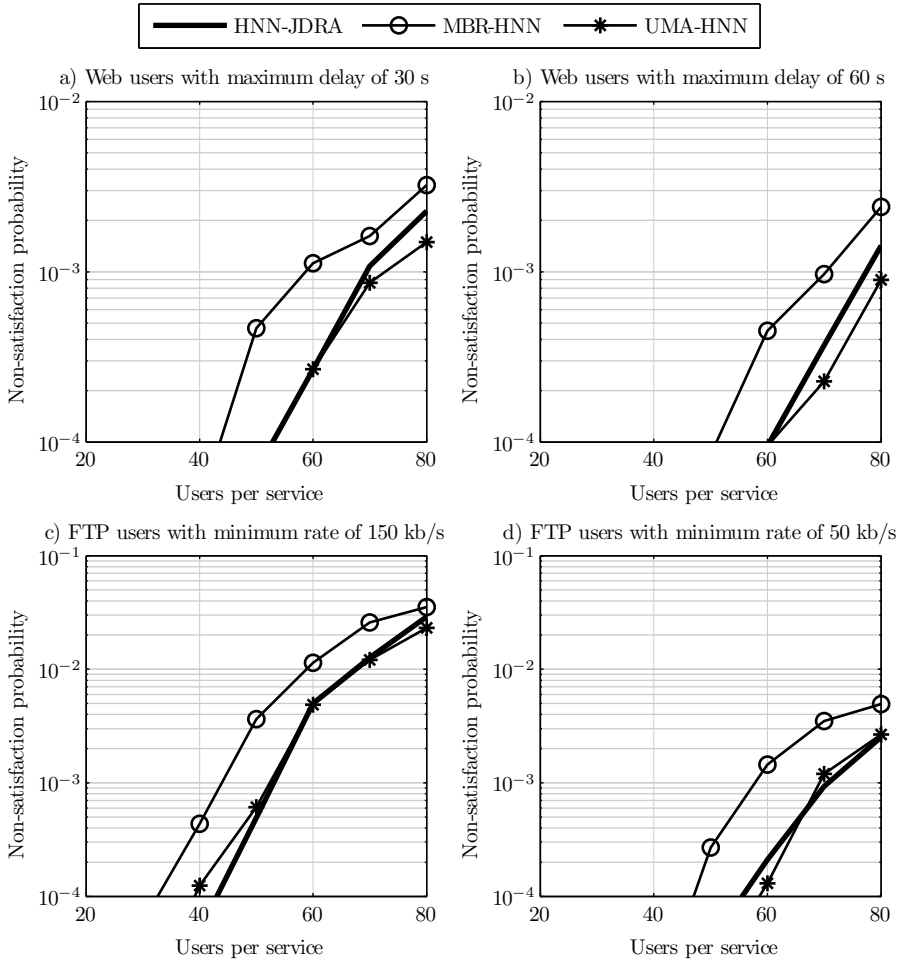 HNN-JDRA MBR-HNN UMA-HNN
a) Web users with maximum delay of 30 s
10^-2
10^-3
10^-4
Non-satisfaction probability
20 40 60 80
Users per service
b) Web users with maximum delay of 60 s
10^-2
10^-3
10^-4
Non-satisfaction probability
20 40 60 80
Users per service
c) FTP users with minimum rate of 150 kb/s
10^-1
10^-2
10^-3
10^-4
Non-satisfaction probability
20 40 60 80
Users per service
d) FTP users with minimum rate of 50 kb/s
10^-1
10^-2
10^-3
10^-4
Non-satisfaction probability
20 40 60 80
Users per service